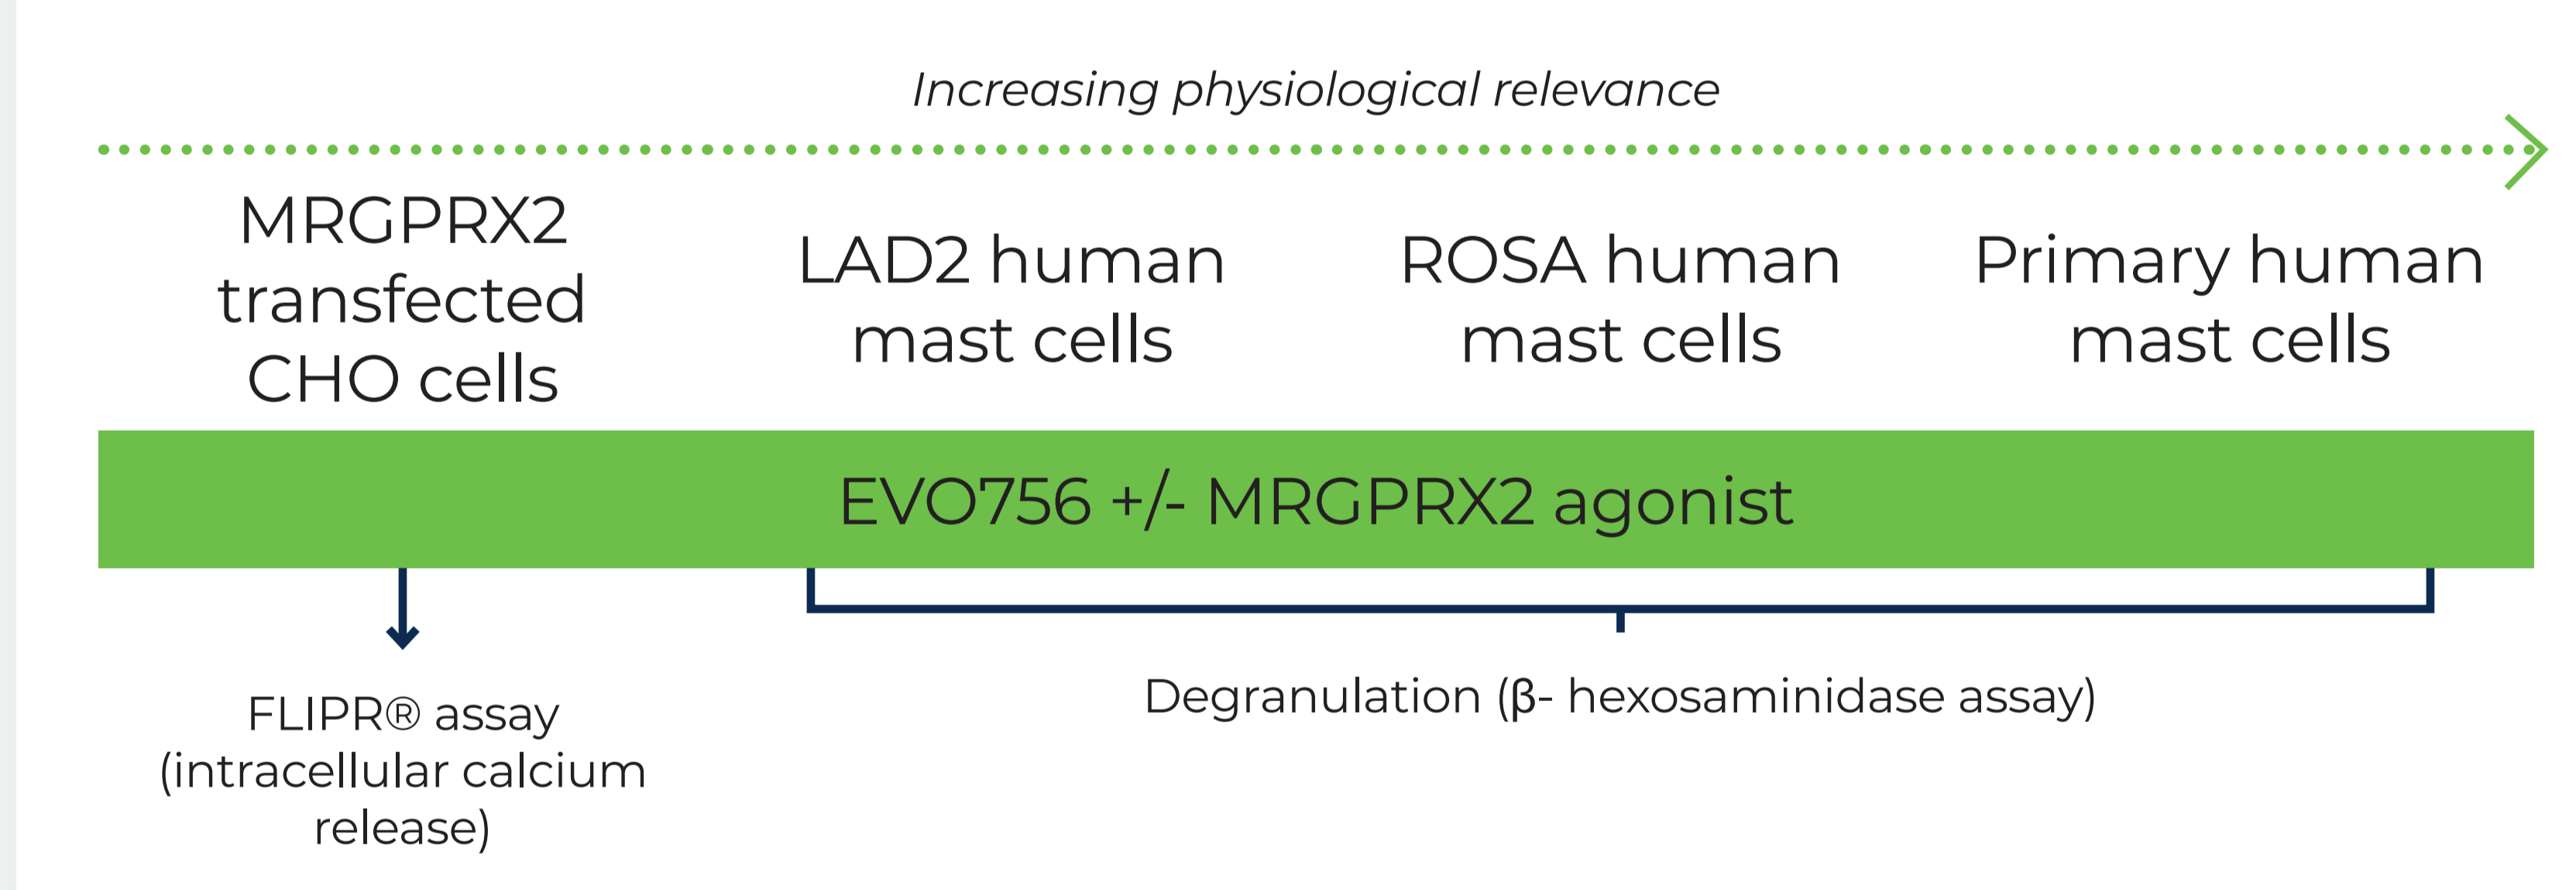 Increasing physiological relevance
MRGPRX2
transfected
CHO cells
LAD2 human
mast cells
ROSA human
mast cells
Primary human
mast cells
EVO756 +/- MRGPRX2 agonist
FLIPR® assay
(intracellular calcium
release)
Degranulation (β- hexosaminidase assay)